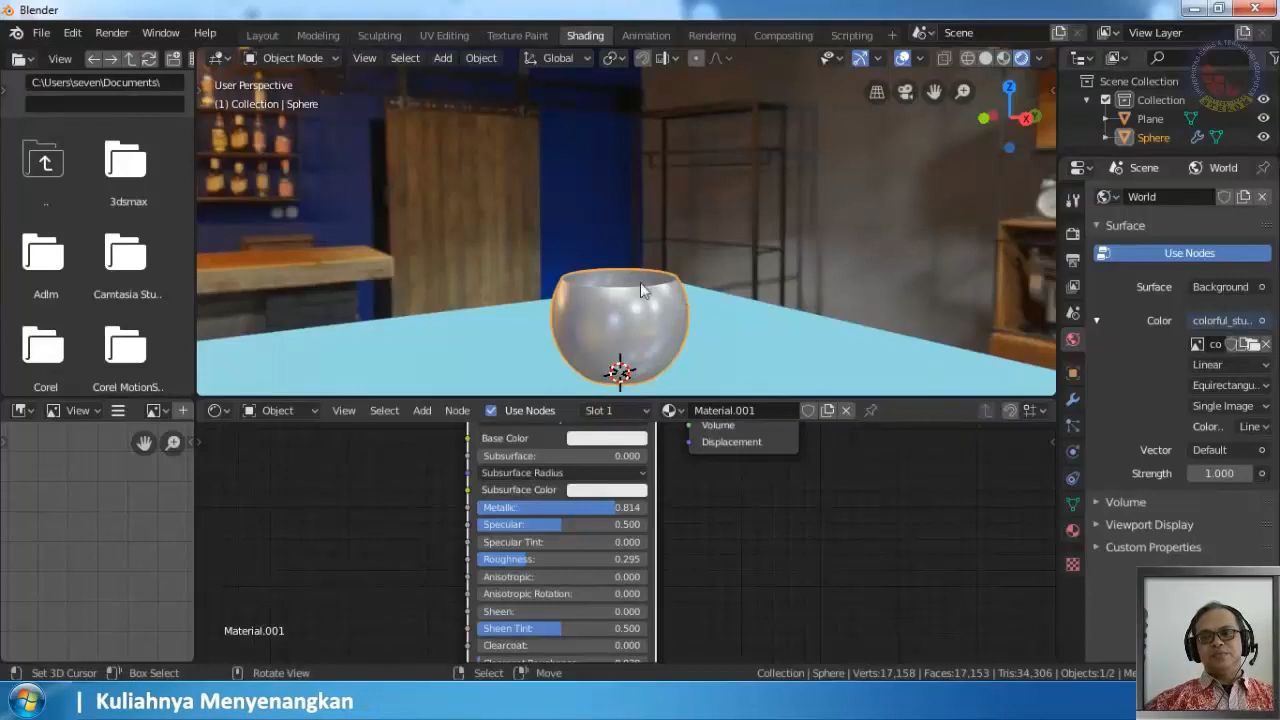 Blender
File Edit Render Window Help
Layout Modeling Sculpting UV Editing Texture Paint Shading Animation Rendering Compositing Scripting +
Scene
View Layer
View
Object Mode View Select Add Object Global
C:\Users\seven\Documents\
User Perspective
(1) Collection | Sphere
Z
X
Y
..
3dsmax
Adlm
Camtasia Stu..
Corel
Corel MotionS..
Scene Collection
Collection
Plane
Sphere
Scene World
World
Surface
Use Nodes
Surface Background
Color colorful_stu..
co
Linear
Equirectangu..
Single Image
Color.. Line
Vector Default
Strength 1.000
Volume
Viewport Display
Custom Properties
View
Object View Select Add Node Use Nodes Slot 1 Material.001
Volume
Displacement
Base Color
Subsurface: 0.000
Subsurface Radius
Subsurface Color
Metallic: 0.814
Specular: 0.500
Specular Tint: 0.000
Roughness: 0.295
Anisotropic: 0.000
Anisotropic Rotation: 0.000
Sheen: 0.000
Sheen Tint: 0.500
Clearcoat: 0.000
Material.001
Set 3D Cursor Box Select Rotate View Select Move
Collection | Sphere | Verts:17,158 | Faces:17,153 | Tris:34,306 | Objects:1/2 | Me
| Kuliahnya Menyenangkan